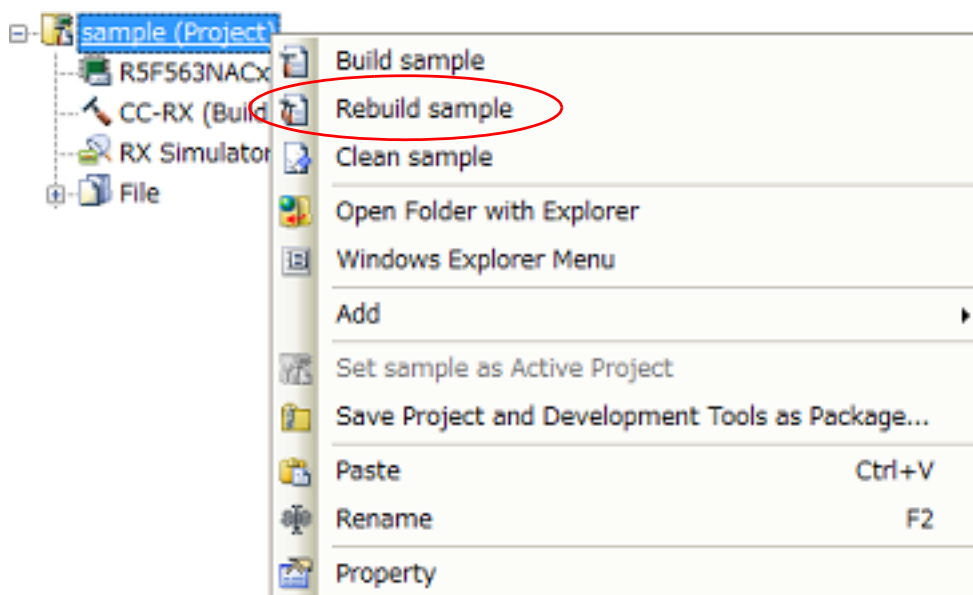 sample (Project)
R5F563NACx
CC-RX (Build
RX Simulator
File
Build sample
Rebuild sample
Clean sample
Open Folder with Explorer
Windows Explorer Menu
Add
Set sample as Active Project
Save Project and Development Tools as Package...
Paste Ctrl+V
Rename F2
Property